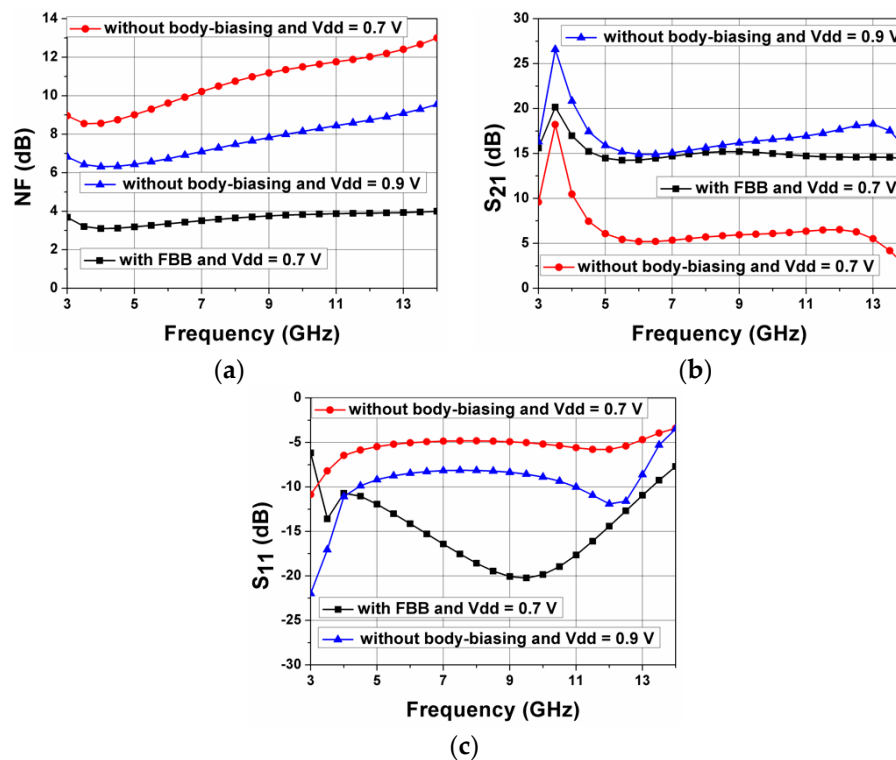 14
12
10
8
6
4
2
0
NF (dB)
without body-biasing and Vdd = 0.7 V
without body-biasing and Vdd = 0.9 V
with FBB and Vdd = 0.7 V
3 5 7 9 11 13
Frequency (GHz)
(a)
30
25
20
15
10
5
0
S21 (dB)
without body-biasing and Vdd = 0.9 V
with FBB and Vdd = 0.7 V
without body-biasing and Vdd = 0.7 V
3 5 7 9 11 13
Frequency (GHz)
(b)
0
-5
-10
-15
-20
-25
-30
S11 (dB)
without body-biasing and Vdd = 0.7 V
with FBB and Vdd = 0.7 V
without body-biasing and Vdd = 0.9 V
3 5 7 9 11 13
Frequency (GHz)
(c)